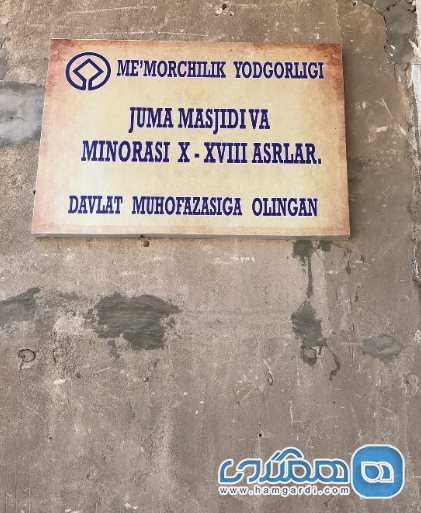 ME'MORCHILIK YODGORLIGI
JUMA MASJIDI VA
MINORASI X - XVIII ASRLAR.
DAVLAT MUHOFAZASIGA OLINGAN
همگردی
www.hamgardi.com